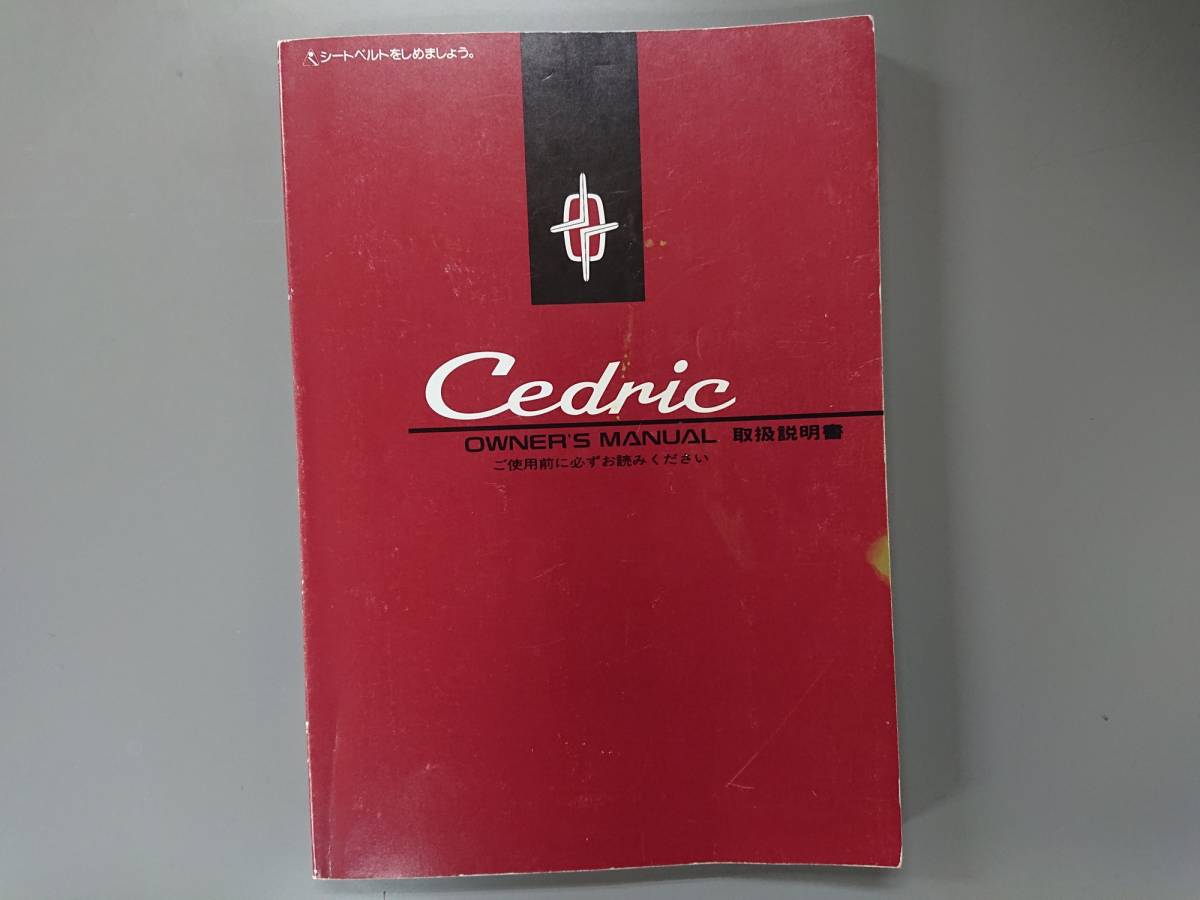 シートベルトをしめましょう。
Cedric
OWNER'S MANUAL 取扱説明書
ご使用前に必ずお読みください